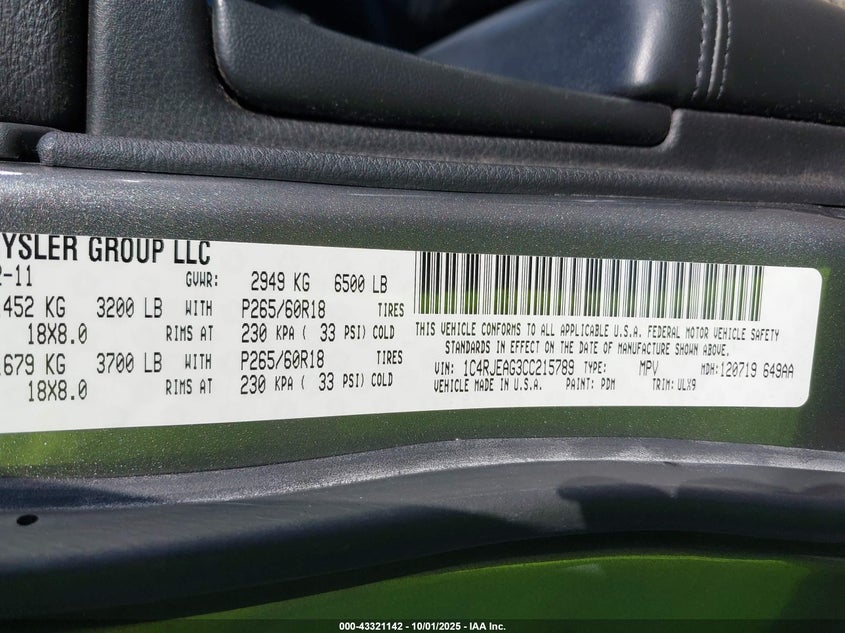 YSLER GROUP LLC
2-11 GVWR: 2949 KG 6500 LB
1452 KG 3200 LB WITH P265/60R18 TIRES
18X8.0 RIMS AT 230 KPA ( 33 PSI) COLD
1679 KG 3700 LB WITH P265/60R18 TIRES
18X8.0 RIMS AT 230 KPA ( 33 PSI) COLD
THIS VEHICLE CONFORMS TO ALL APPLICABLE U.S.A. FEDERAL MOTOR VEHICLE SAFETY
STANDARDS IN EFFECT ON THE DATE OF MANUFACTURE SHOWN ABOVE.
VIN: 1C4RJEAG3CC215789 TYPE: MPV MDH:120719 649AA
VEHICLE MADE IN U.S.A. PAINT: PDM TRIM: ULX9
000-43321142 - 10/01/2025 - IAA Inc.